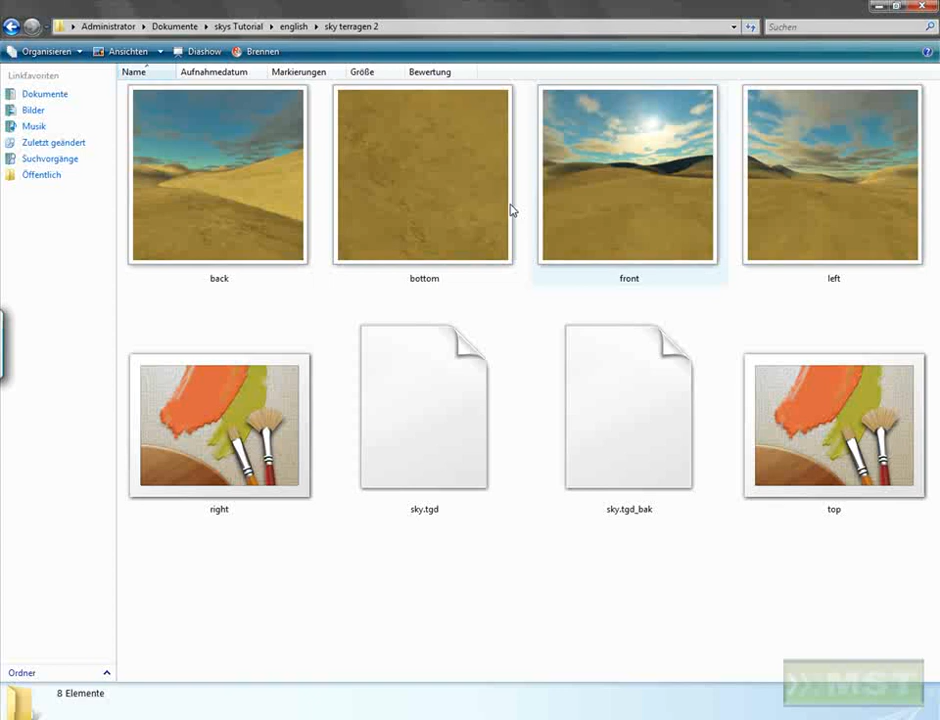 Administrator ▸ Dokumente ▸ skys Tutorial ▸ english ▸ sky terragen 2
Suchen
Organisieren Ansichten Diashow Brennen
Linkfavoriten
Dokumente
Bilder
Musik
Zuletzt geändert
Suchvorgänge
Öffentlich
Name Aufnahmedatum Markierungen Größe Bewertung
back bottom front left
right sky.tgd sky.tgd_bak top
Ordner
8 Elemente
MST